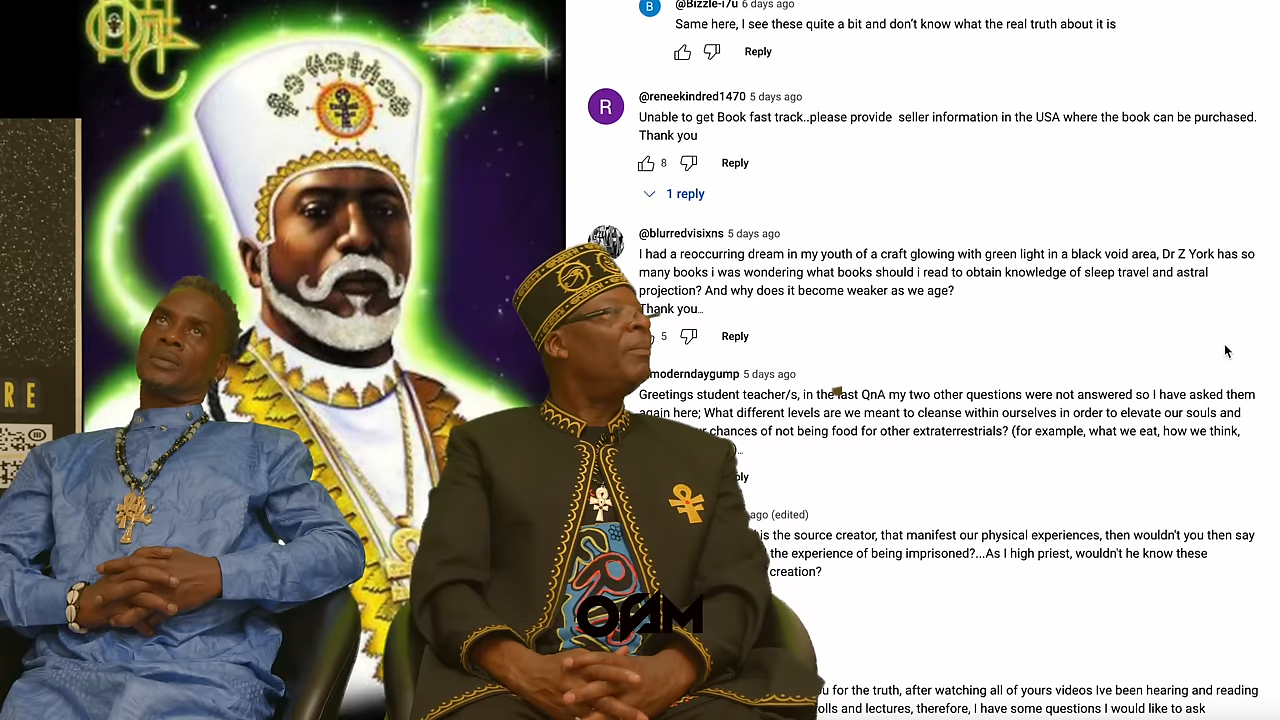 B
@Bizzle-i7u 6 days ago
Same here, I see these quite a bit and don't know what the real truth about it is
Reply
R
@reneekindred1470 5 days ago
Unable to get Book fast track..please provide seller information in the USA where the book can be purchased.
Thank you
8 Reply
1 reply
@blurredvisixns 5 days ago
I had a reoccurring dream in my youth of a craft glowing with green light in a black void area, Dr Z York has so
many books i was wondering what books should i read to obtain knowledge of sleep travel and astral
projection? And why does it become weaker as we age?
Thank you..
5 Reply
moderndaygump 5 days ago
Greetings student teacher/s, in the last QnA my two other questions were not answered so I have asked them
again here; What different levels are we meant to cleanse within ourselves in order to elevate our souls and
chances of not being food for other extraterrestrials? (for example, what we eat, how we think,
ago (edited)
is the source creator, that manifest our physical experiences, then wouldn't you then say
the experience of being imprisoned?...As I high priest, wouldn't he know these
creation?
for the truth, after watching all of yours videos Ive been hearing and reading
and lectures, therefore, I have some questions I would like to ask
RE
OFAM